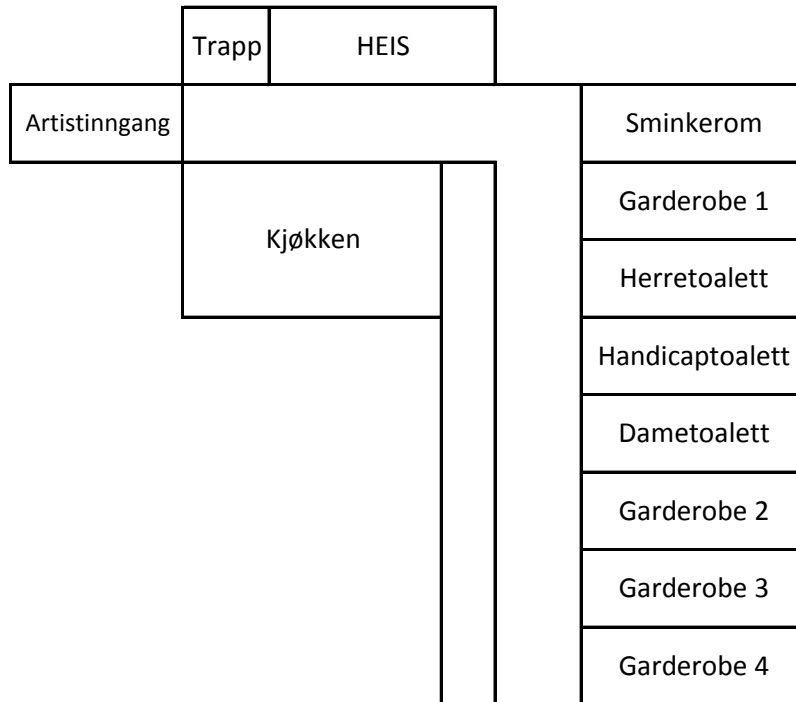 Trapp
HEIS
Artistinngang
Sminkerom
Garderobe 1
Kjøkken
Herretoalett
Handicaptoalett
Dametoalett
Garderobe 2
Garderobe 3
Garderobe 4